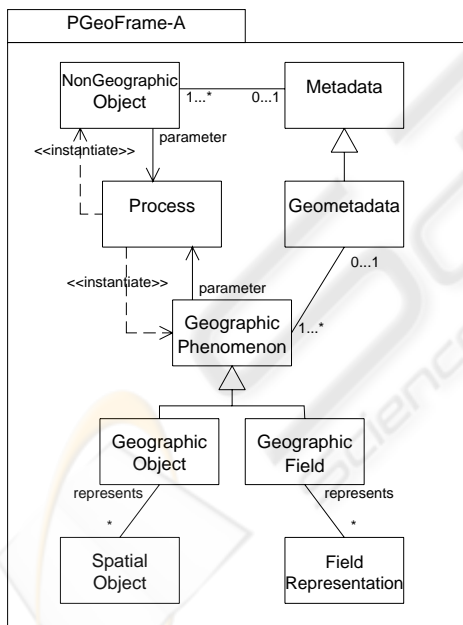 PGeoFrame-A
NonGeographic
Object
1...*
0...1
Metadata
<<instantiate>>
parameter
Process
Geometadata
<<instantiate>>
parameter
0...1
Geographic
Phenomenon
1...*
Geographic
Object
Geographic
Field
represents
represents
*
*
Spatial
Object
Field
Representation
Science